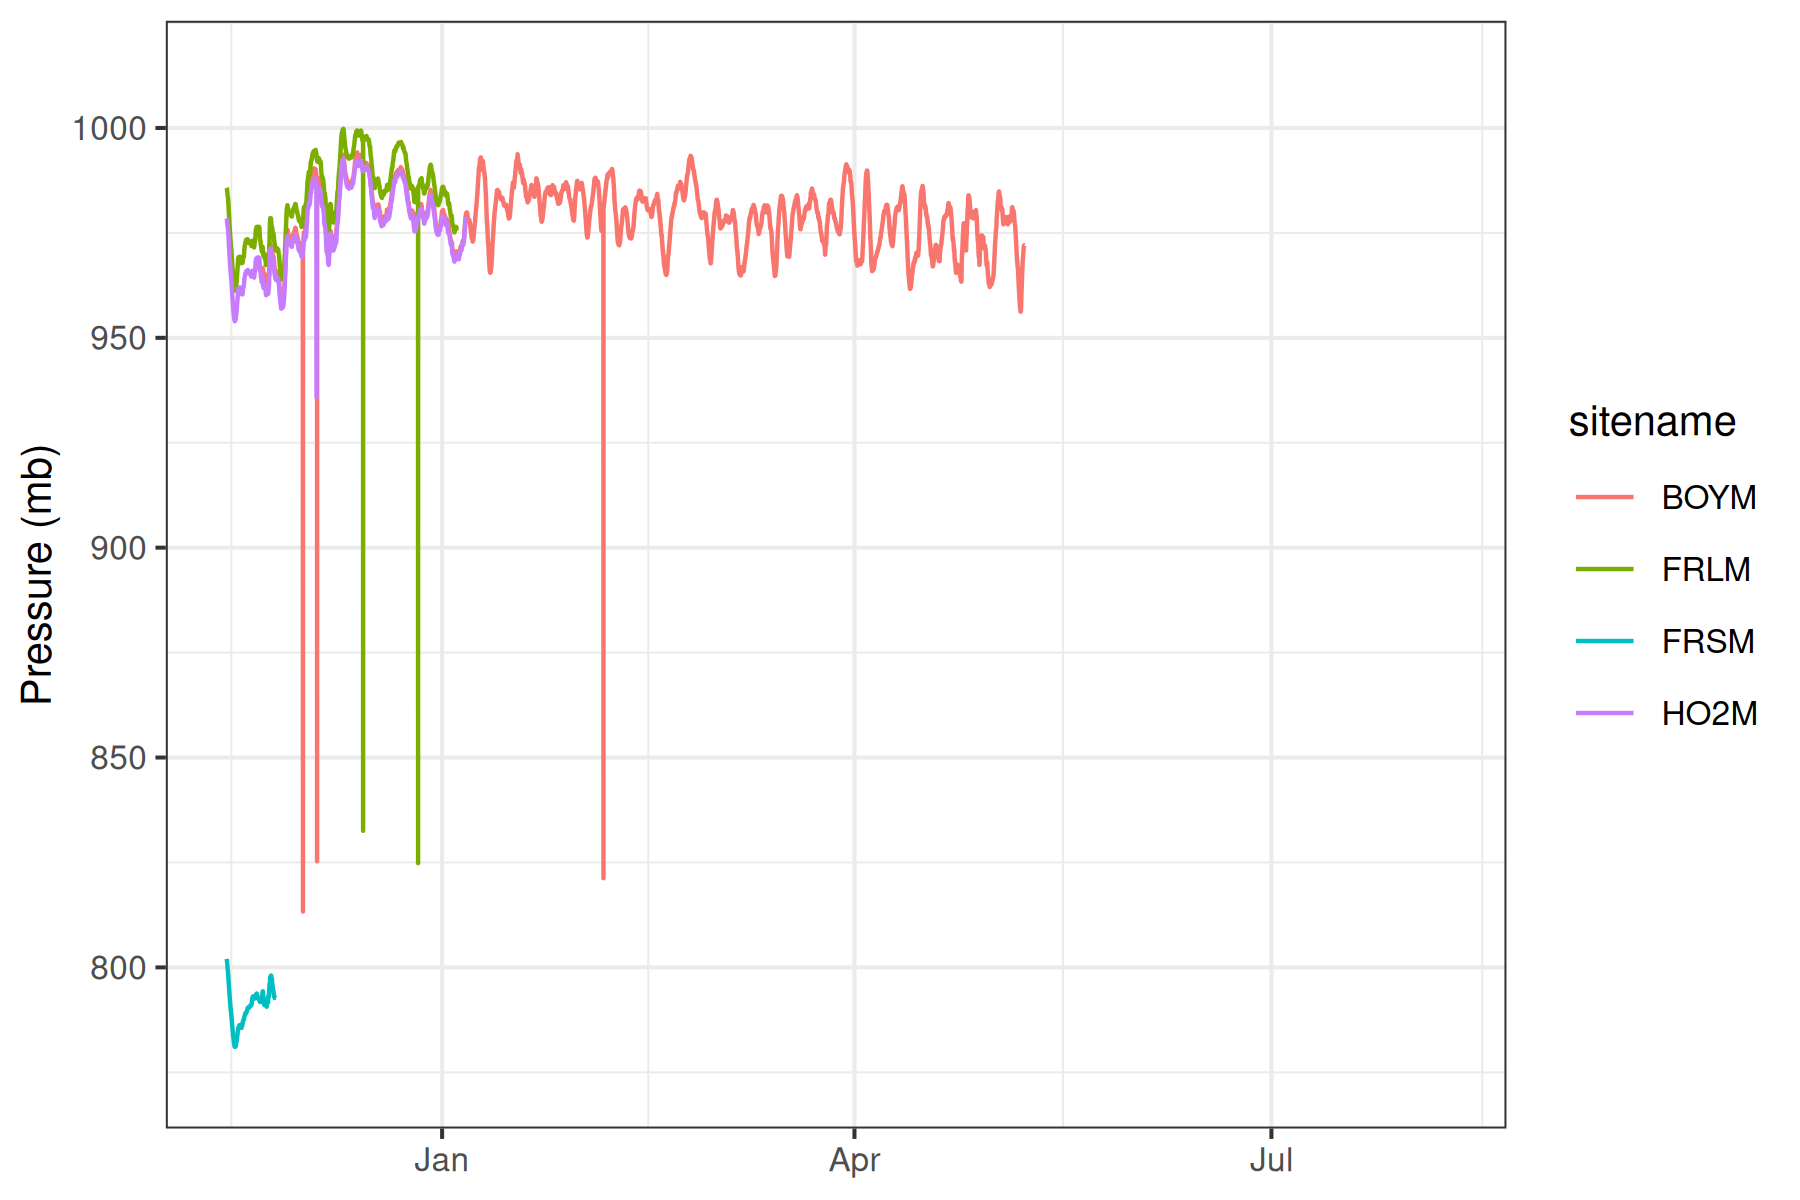 Pressure (mb)
1000
950
900
850
800
Jan
Apr
Jul
sitename
BOYM
FRLM
FRSM
HO2M